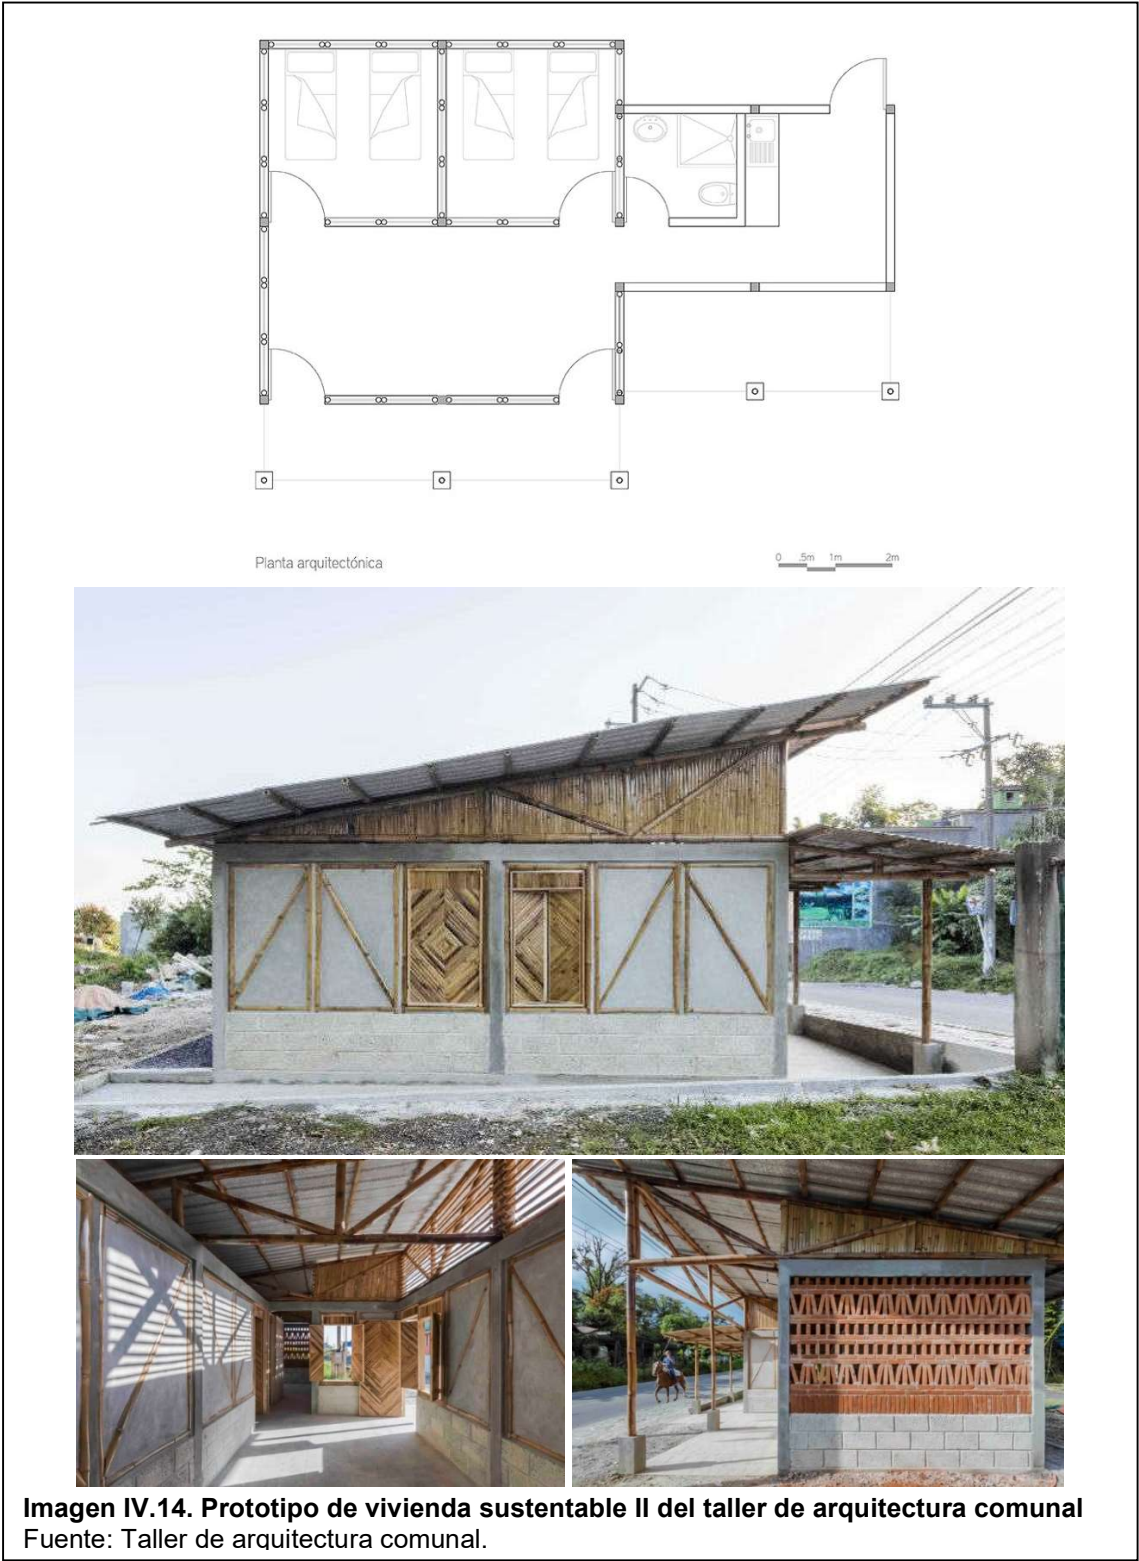 Planta arquitectónica
0 .5m 1m 2m
Imagen IV.14. Prototipo de vivienda sustentable II del taller de arquitectura comunal
Fuente: Taller de arquitectura comunal.